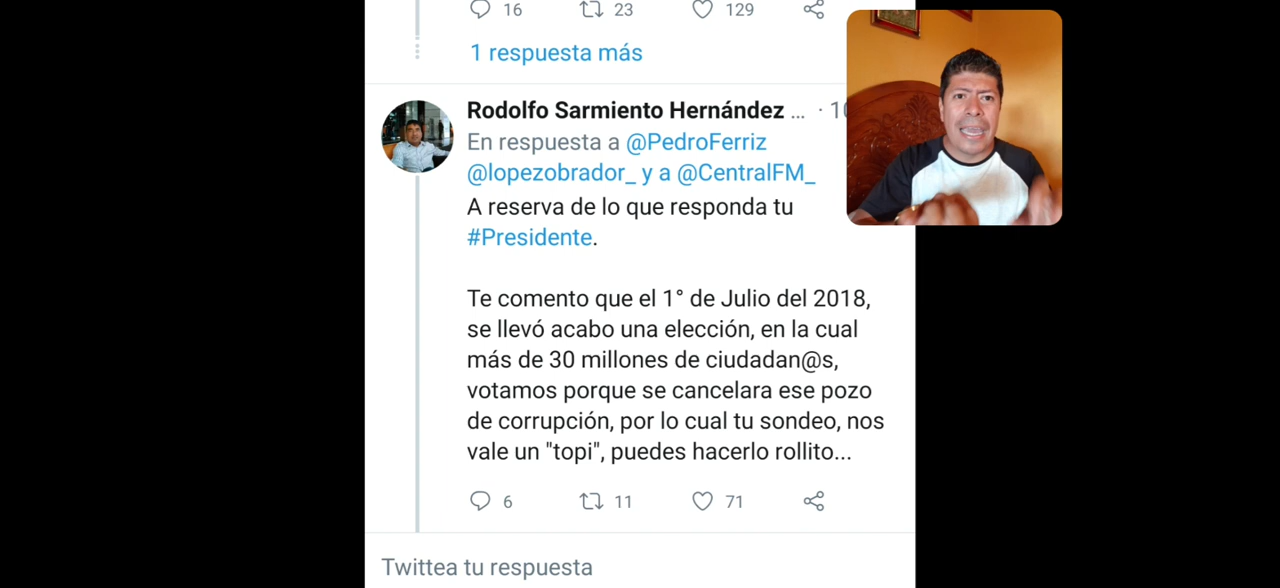 16 23 129
1 respuesta más
Rodolfo Sarmiento Hernández ... · 10
En respuesta a @PedroFerriz
@lopezobrador_ y a @CentralFM_
A reserva de lo que responda tu
#Presidente.
Te comento que el 1° de Julio del 2018,
se llevó acabo una elección, en la cual
más de 30 millones de ciudadan@s,
votamos porque se cancelara ese pozo
de corrupción, por lo cual tu sondeo, nos
vale un "topi", puedes hacerlo rollito...
6 11 71
Twittea tu respuesta